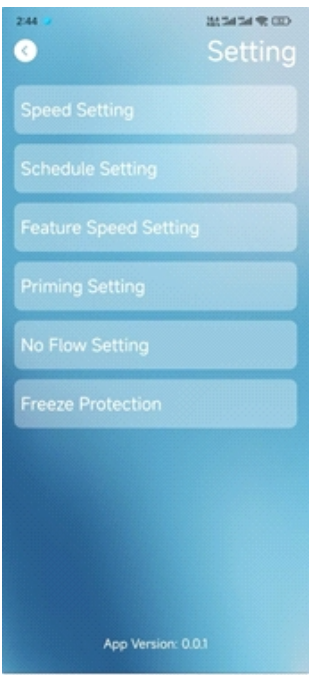 2:44
Setting
Speed Setting
Schedule Setting
Feature Speed Setting
Priming Setting
No Flow Setting
Freeze Protection
App Version: 0.0.1